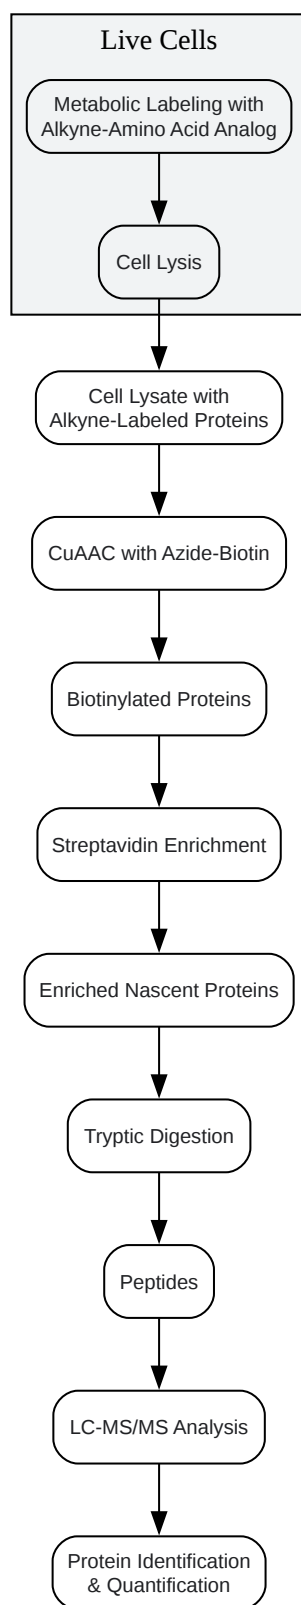 Live Cells
Metabolic Labeling with
Alkyne-Amino Acid Analog
Cell Lysis
Cell Lysate with
Alkyne-Labeled Proteins
CuAAC with Azide-Biotin
Biotinylated Proteins
Streptavidin Enrichment
Enriched Nascent Proteins
Tryptic Digestion
Peptides
LC-MS/MS Analysis
Protein Identification
& Quantification